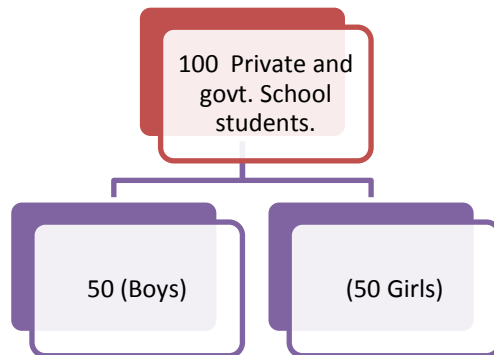 100 Private and
govt. School
students.
50 (Boys)
(50 Girls)